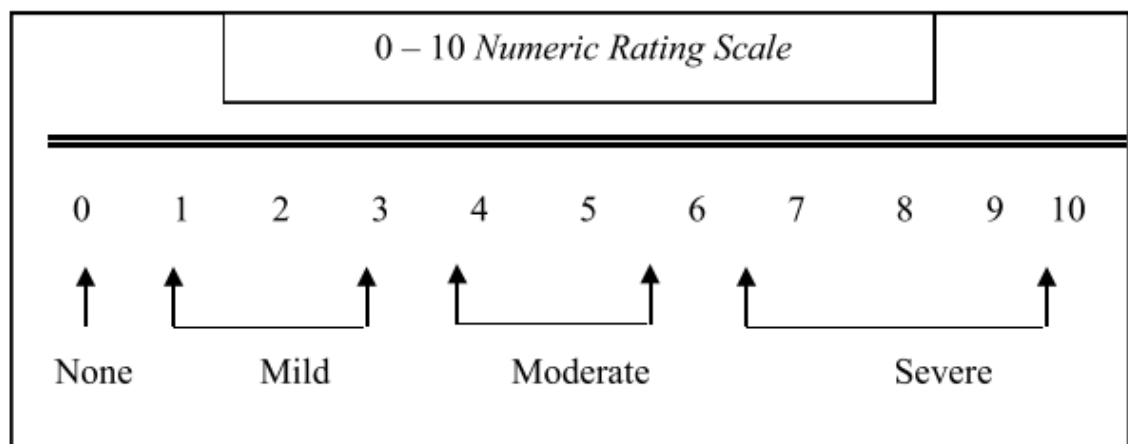 0 – 10 Numeric Rating Scale
0 1 2 3 4 5 6 7 8 9 10
None Mild Moderate Severe